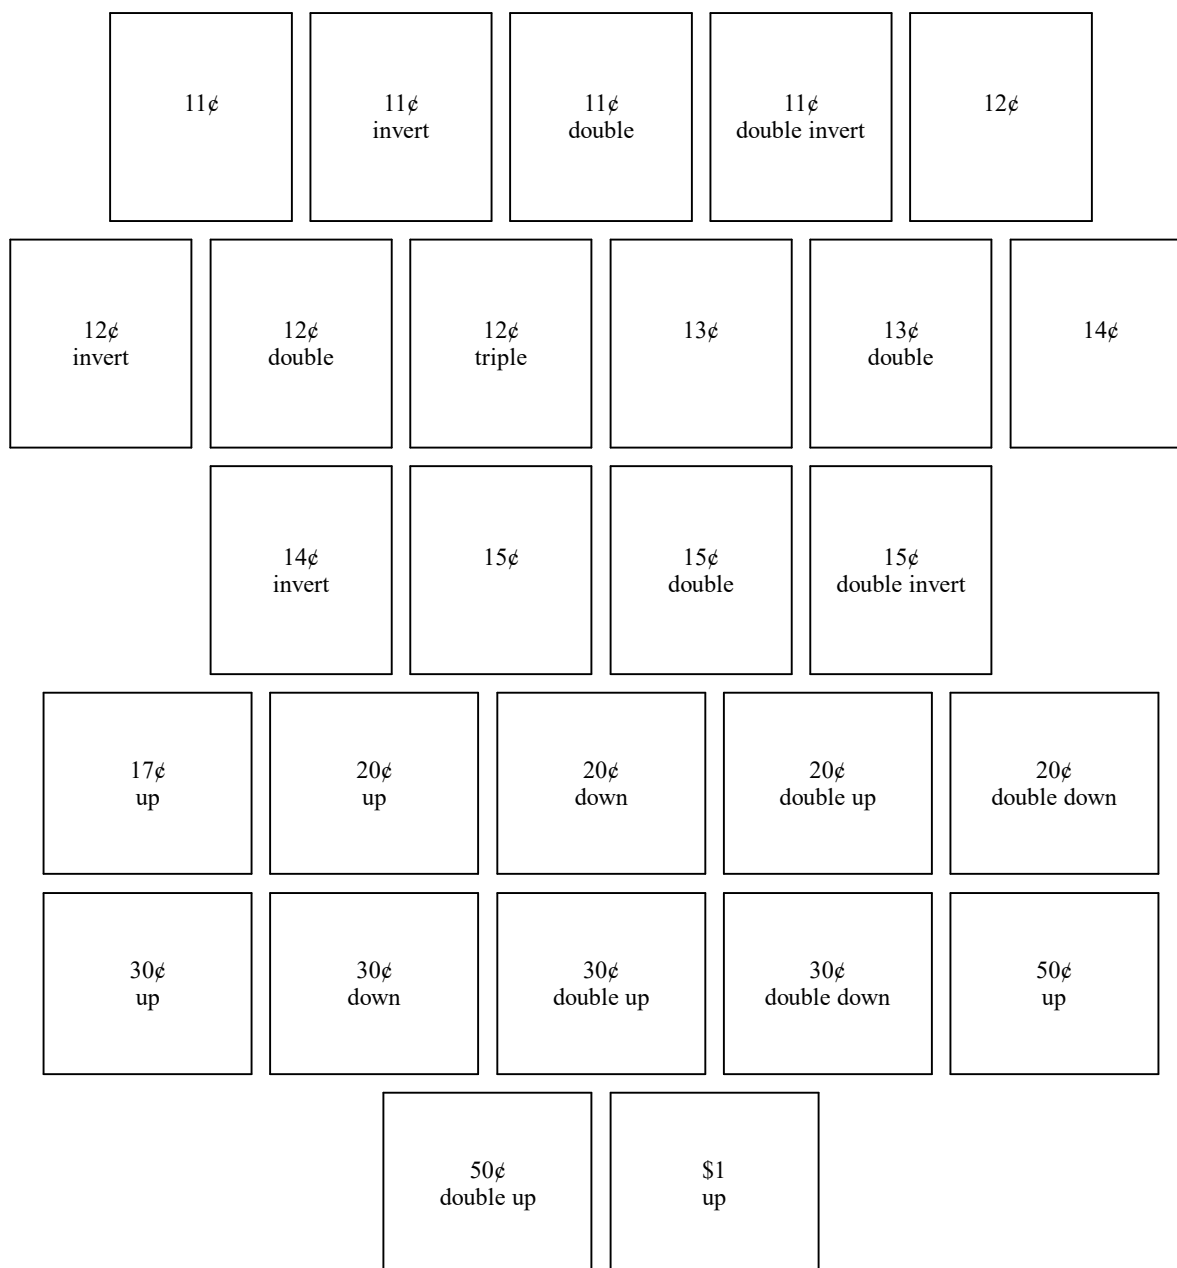 11¢
11¢
invert
11¢
double
11¢
double invert
12¢
12¢
invert
12¢
double
12¢
triple
13¢
13¢
double
14¢
14¢
invert
15¢
15¢
double
15¢
double invert
17¢
up
20¢
up
20¢
down
20¢
double up
20¢
double down
30¢
up
30¢
down
30¢
double up
30¢
double down
50¢
up
50¢
double up
$1
up